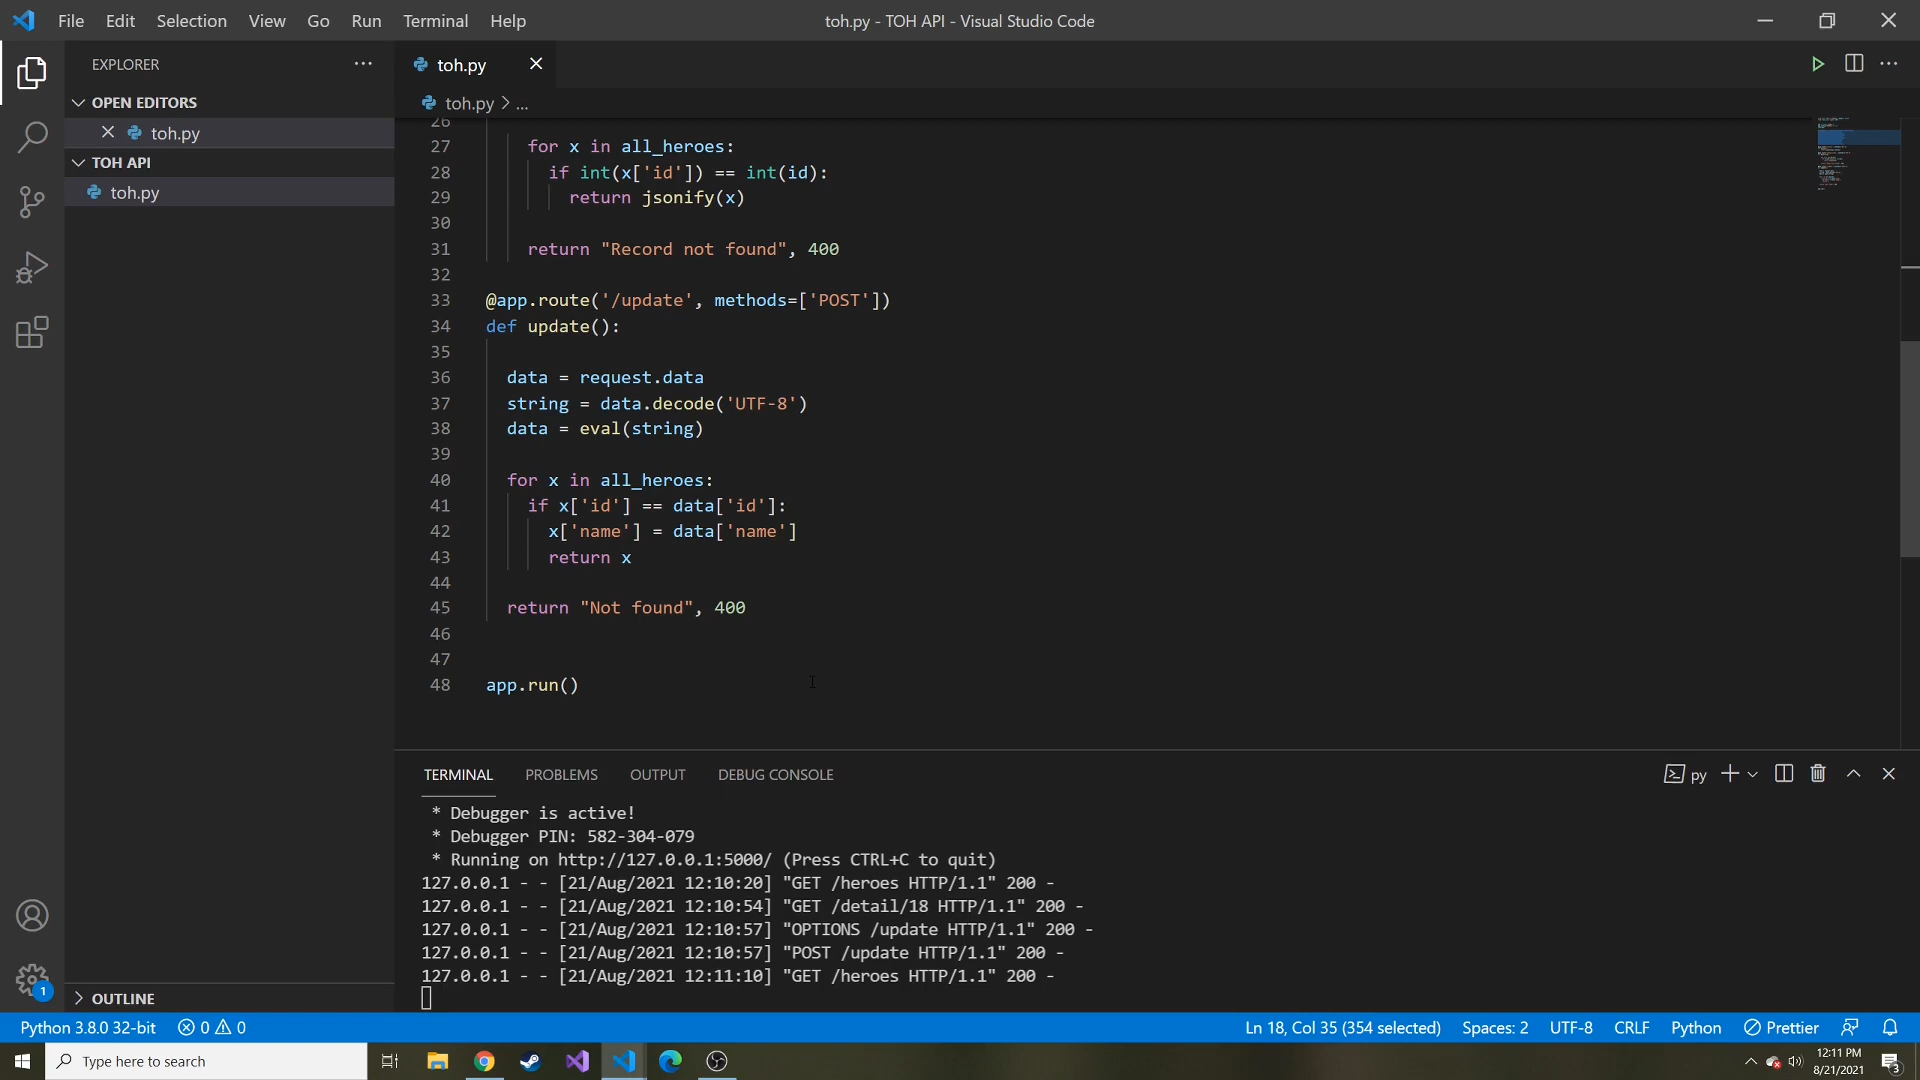 File Edit Selection View Go Run Terminal Help
toh.py - TOH API - Visual Studio Code
EXPLORER
OPEN EDITORS
toh.py
TOH API
toh.py
OUTLINE
toh.py
toh.py > ...
26
27 for x in all_heroes:
28 if int(x['id']) == int(id):
29 return jsonify(x)
30
31 return "Record not found", 400
32
33 @app.route('/update', methods=['POST'])
34 def update():
35
36 data = request.data
37 string = data.decode('UTF-8')
38 data = eval(string)
39
40 for x in all_heroes:
41 if x['id'] == data['id']:
42 x['name'] = data['name']
43 return x
44
45 return "Not found", 400
46
47
48 app.run()
TERMINAL PROBLEMS OUTPUT DEBUG CONSOLE
py
* Debugger is active!
* Debugger PIN: 582-304-079
* Running on http://127.0.0.1:5000/ (Press CTRL+C to quit)
127.0.0.1 - - [21/Aug/2021 12:10:20] "GET /heroes HTTP/1.1" 200 -
127.0.0.1 - - [21/Aug/2021 12:10:54] "GET /detail/18 HTTP/1.1" 200 -
127.0.0.1 - - [21/Aug/2021 12:10:57] "OPTIONS /update HTTP/1.1" 200 -
127.0.0.1 - - [21/Aug/2021 12:10:57] "POST /update HTTP/1.1" 200 -
127.0.0.1 - - [21/Aug/2021 12:11:10] "GET /heroes HTTP/1.1" 200 -
1
Python 3.8.0 32-bit 0 0 Ln 18, Col 35 (354 selected) Spaces: 2 UTF-8 CRLF Python Prettier
Type here to search
12:11 PM
8/21/2021
3